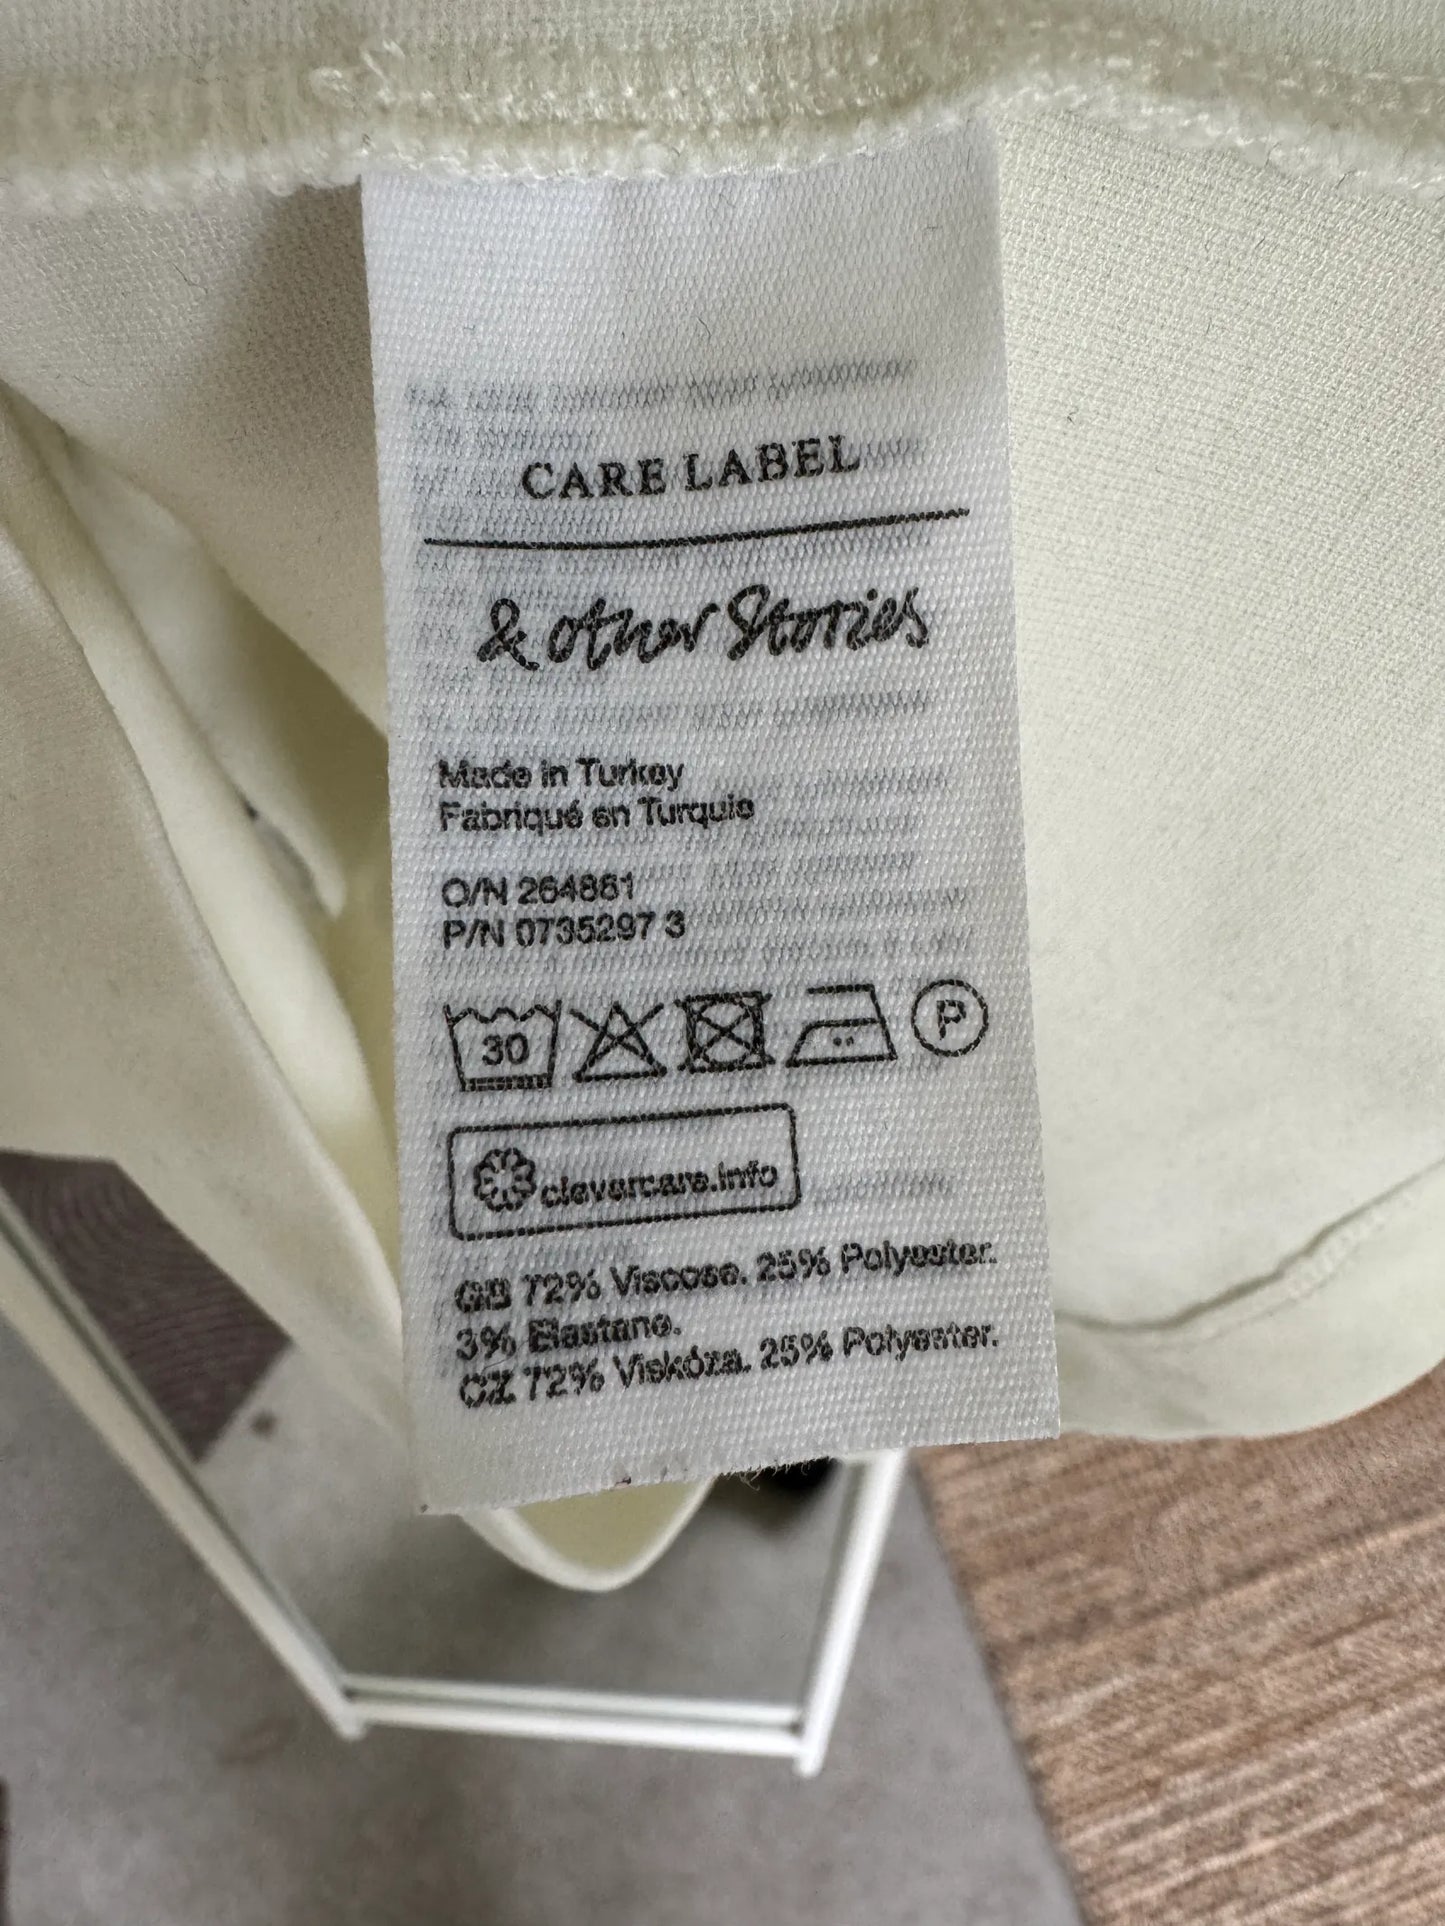 CARE LABEL
& other Stories
Made in Turkey
Fabriqué en Turquie
O/N 264861
P/N 0735297 3
30
P
clevercare.info
GB 72% Viscose. 25% Polyester.
3% Elastane.
CZ 72% Viskóza. 25% Polyester.